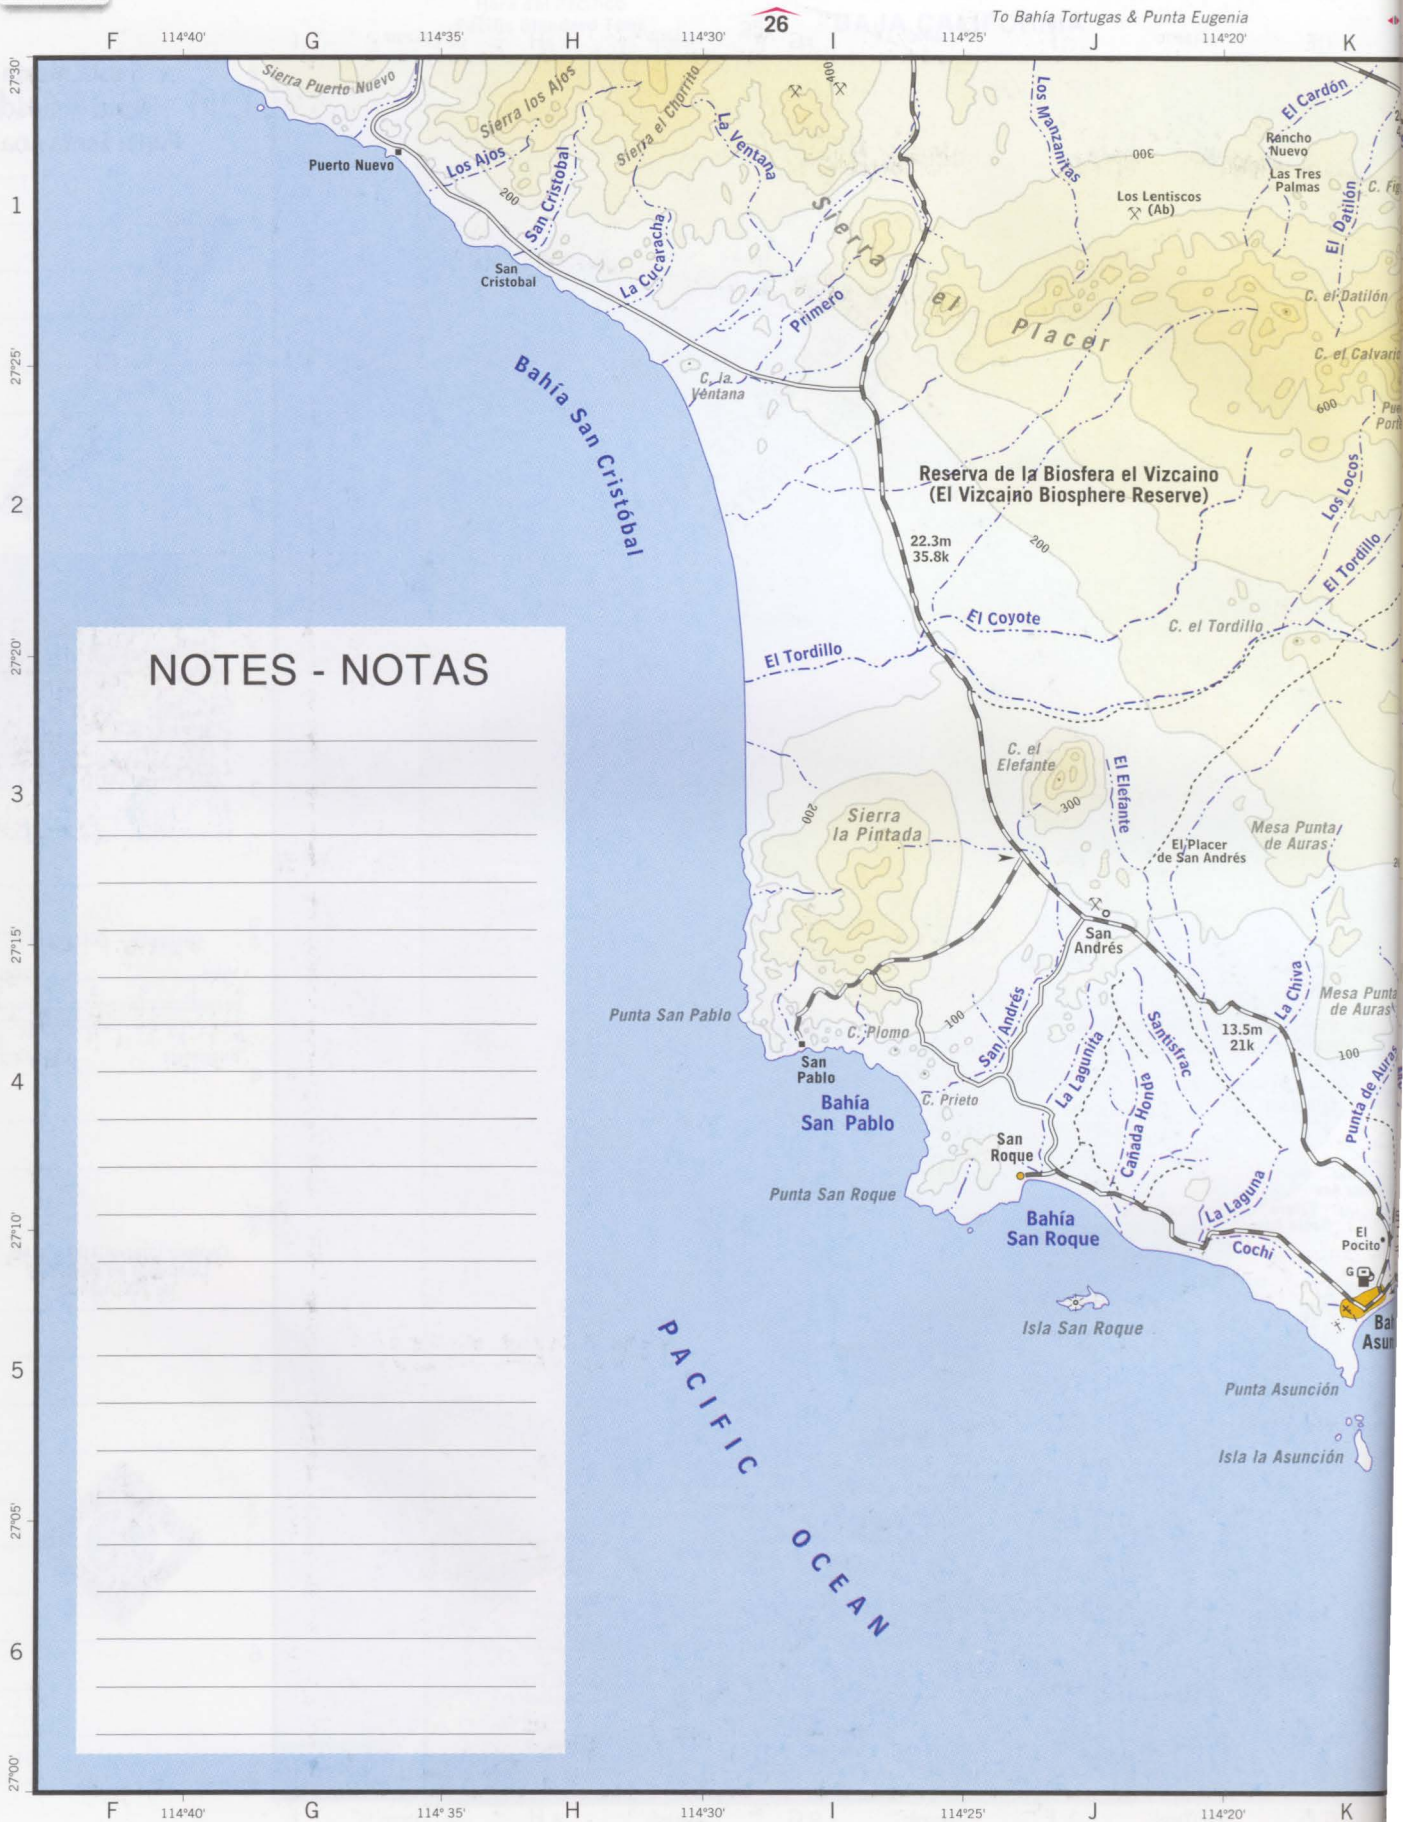 26
To Bahía Tortugas & Punta Eugenia
F 114°40' G 114°35' H 114°30' I 114°25' J 114°20' K
27°30'
Sierra Puerto Nuevo
Sierra los Ajos
Sierra el Chorrito
400
Los Manzanitas
El Cardón
Puerto Nuevo
Los Ajos
San Cristobal
La Ventana
300
Rancho
Nuevo
Las Tres
Palmas
1
200
Los Lentiscos
(Ab)
El Datilón
San
Cristobal
La Cucaracha
Primero
Sierra el Placer
C. el Datilón
27°25'
C. la
Ventana
C. el Calvario
600
Bahía San Cristóbal
2
Reserva de la Biosfera el Vizcaino
(El Vizcaino Biosphere Reserve)
Los Locos
22.3m
35.8k
200
El Tordillo
El Coyote
C. el Tordillo
27°20'
El Tordillo
NOTES - NOTAS
3
C. el
Elefante
El Elefante
300
200
Sierra
la Pintada
Mesa Punta
de Auras
El Placer
de San Andrés
27°15'
San
Andrés
Punta San Pablo
C. Plomo
100
San Andrés
La Lagunita
Santisfrac
La Chiva
Mesa Punta
de Auras
13.5m
21k
100
4
San
Pablo
Bahía
San Pablo
C. Prieto
Cañada Honda
Punta de Auras
San
Roque
Punta San Roque
27°10'
Bahía
San Roque
La Laguna
Cochi
El
Pocito
G
Isla San Roque
PACIFIC OCEAN
5
Punta Asunción
Isla la Asunción
27°05'
6
27°00'
F 114°40' G 114°35' H 114°30' I 114°25' J 114°20' K